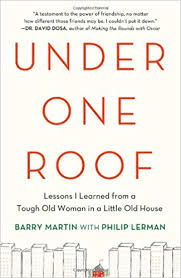 "A testament to the power of friendship, no matter
how different those friends may be. I couldn't put it down."
—DR. DAVID DOSA, author of Making the Rounds with Oscar
UNDER
ONE
ROOF
Lessons I Learned from a
Tough Old Woman in a Little Old House
BARRY MARTIN WITH PHILIP LERMAN